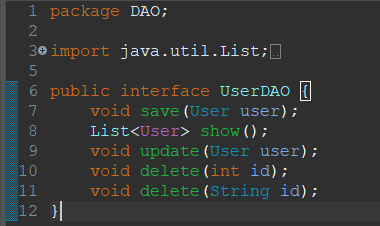 1 package DAO;
2
3 import java.util.List;
5
6 public interface UserDAO {
7     void save(User user);
8     List<User> show();
9     void update(User user);
10     void delete(int id);
11     void delete(String id);
12 }